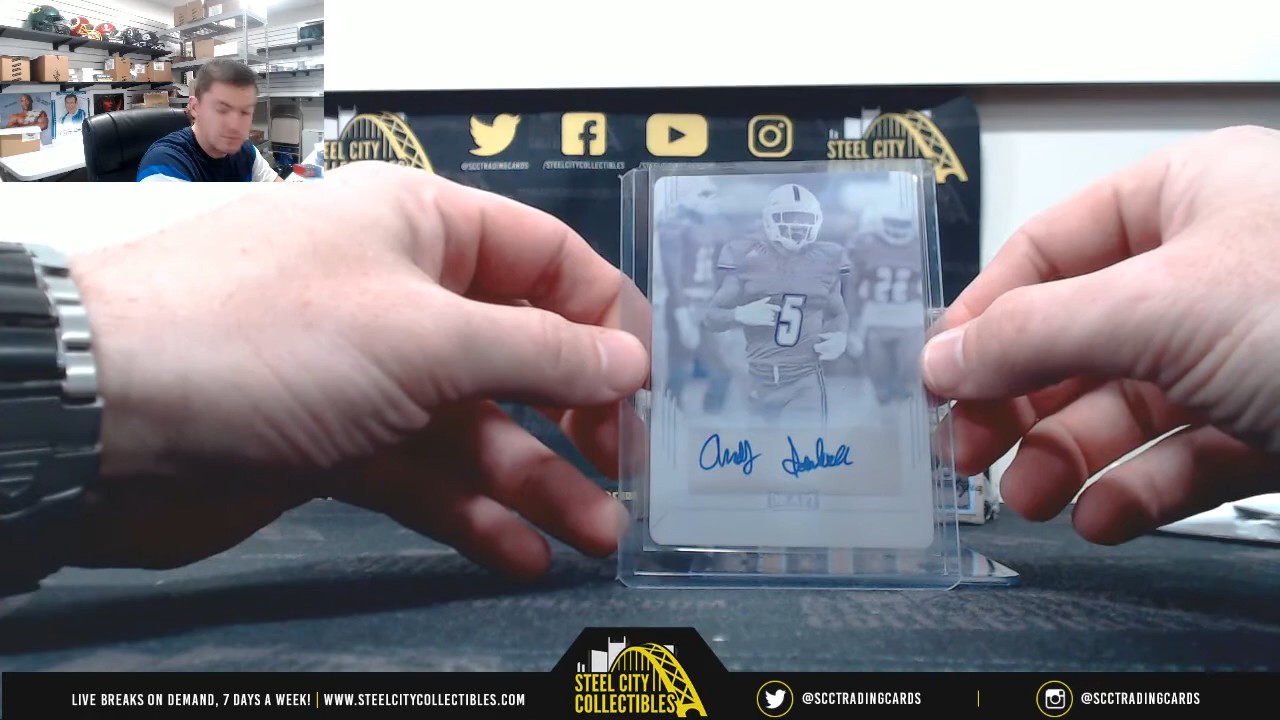 STEEL CITY
@SCCTRADINGCARDS
/STEELCITYCOLLECTIBLES
STEEL CITY
5
22
Andy
LIVE BREAKS ON DEMAND, 7 DAYS A WEEK! | WWW.STEELCITYCOLLECTIBLES.COM
STEEL CITY
COLLECTIBLES
@SCCTRADINGCARDS
@SCCTRADINGCARDS